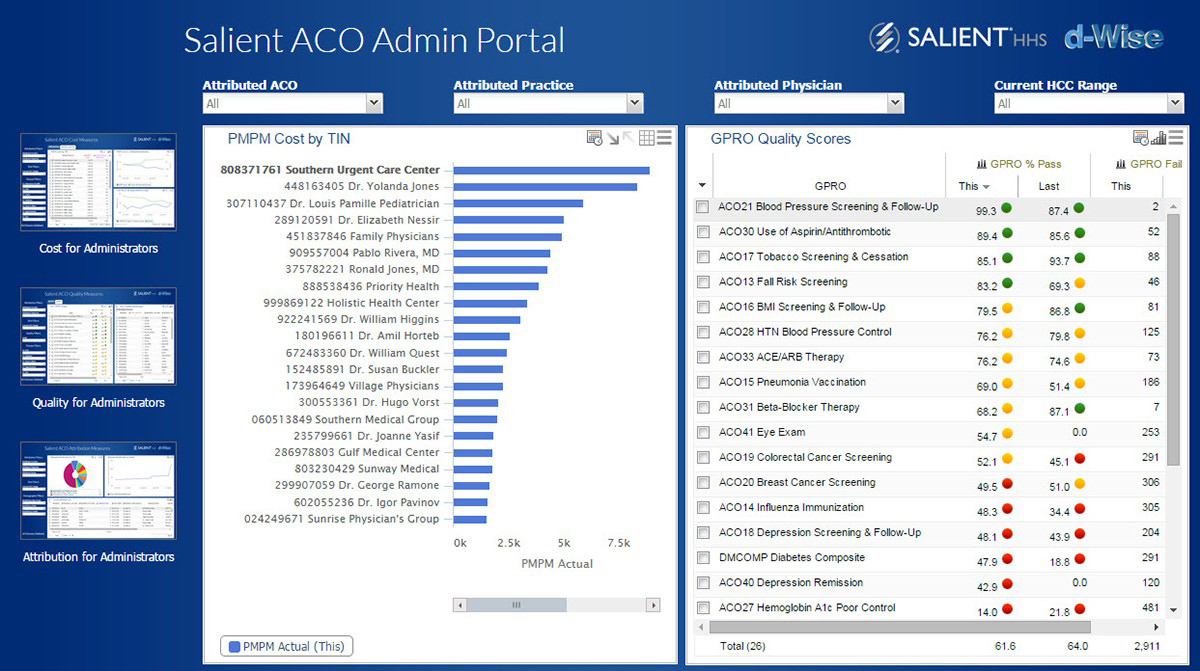 Salient ACO Admin Portal
SALIENT HHS
d-Wise
Attributed ACO
Attributed Practice
Attributed Physician
Current HCC Range
All
All
All
All
Salient ACO Cost Measures
Cost for Administrators
Salient ACO Quality Measures
Quality for Administrators
Salient ACO Attribution Measures
Attribution for Administrators
PMPM Cost by TIN
808371761 Southern Urgent Care Center
448163405 Dr. Yolanda Jones
307110437 Dr. Louis Pamille Pediatrician
289120591 Dr. Elizabeth Nessir
451837846 Family Physicians
909557004 Pablo Rivera, MD
375782221 Ronald Jones, MD
888538436 Priority Health
999869122 Holistic Health Center
922241569 Dr. William Higgins
180196611 Dr. Amil Horteb
672483360 Dr. William Quest
152485891 Dr. Susan Buckler
173964649 Village Physicians
300553361 Dr. Hugo Vorst
060513849 Southern Medical Group
235799661 Dr. Joanne Yasif
286978803 Gulf Medical Center
803230429 Sunway Medical
299907059 Dr. George Ramone
602055236 Dr. Igor Pavinov
024249671 Sunrise Physician's Group
0k 2.5k 5k 7.5k
PMPM Actual
PMPM Actual (This)
GPRO Quality Scores
GPRO % Pass GPRO Fail
GPRO This Last This
ACO21 Blood Pressure Screening & Follow-Up 99.3 87.4 2
ACO30 Use of Aspirin/Antithrombotic 89.4 85.6 52
ACO17 Tobacco Screening & Cessation 85.1 93.7 88
ACO13 Fall Risk Screening 83.2 69.3 46
ACO16 BMI Screening & Follow-Up 79.5 86.8 81
ACO28 HTN Blood Pressure Control 76.2 79.8 125
ACO33 ACE/ARB Therapy 76.2 74.6 73
ACO15 Pneumonia Vaccination 69.0 51.4 186
ACO31 Beta-Blocker Therapy 68.2 87.1 7
ACO41 Eye Exam 54.7 0.0 253
ACO19 Colorectal Cancer Screening 52.1 45.1 291
ACO20 Breast Cancer Screening 49.5 51.0 306
ACO14 Influenza Immunization 48.3 34.4 305
ACO18 Depression Screening & Follow-Up 48.1 43.9 204
DMCOMP Diabetes Composite 47.9 18.8 291
ACO40 Depression Remission 42.9 0.0 120
ACO27 Hemoglobin A1c Poor Control 14.0 21.8 481
Total (26) 61.6 64.0 2,911